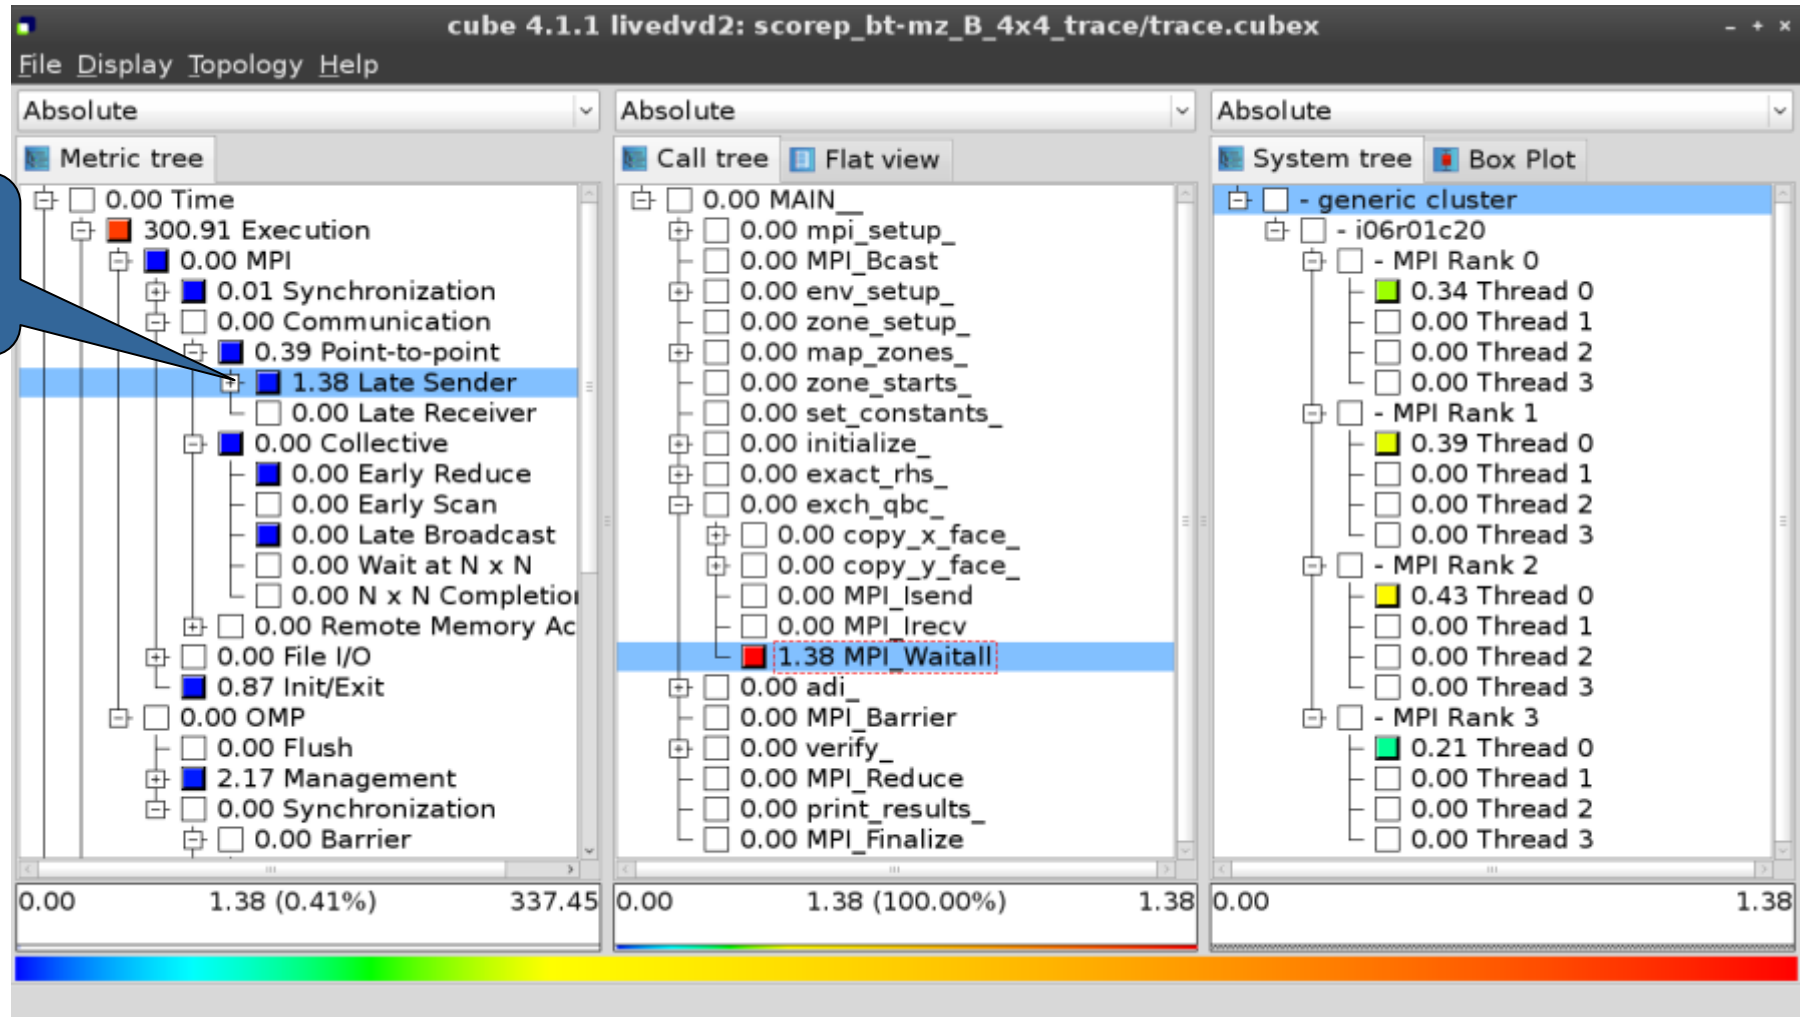 cube 4.1.1 livedvd2: scorep_bt-mz_B_4x4_trace/trace.cubex
File Display Topology Help
Absolute
Metric tree
0.00 Time
300.91 Execution
0.00 MPI
0.01 Synchronization
0.00 Communication
0.39 Point-to-point
1.38 Late Sender
0.00 Late Receiver
0.00 Collective
0.00 Early Reduce
0.00 Early Scan
0.00 Late Broadcast
0.00 Wait at N x N
0.00 N x N Completion
0.00 Remote Memory Ac
0.00 File I/O
0.87 Init/Exit
0.00 OMP
0.00 Flush
2.17 Management
0.00 Synchronization
0.00 Barrier
0.00 1.38 (0.41%) 337.45
Absolute
Call tree Flat view
0.00 MAIN__
0.00 mpi_setup_
0.00 MPI_Bcast
0.00 env_setup_
0.00 zone_setup_
0.00 map_zones_
0.00 zone_starts_
0.00 set_constants_
0.00 initialize_
0.00 exact_rhs_
0.00 exch_qbc_
0.00 copy_x_face_
0.00 copy_y_face_
0.00 MPI_Isend
0.00 MPI_Irecv
1.38 MPI_Waitall
0.00 adi_
0.00 MPI_Barrier
0.00 verify_
0.00 MPI_Reduce
0.00 print_results_
0.00 MPI_Finalize
0.00 1.38 (100.00%) 1.38
Absolute
System tree Box Plot
- generic cluster
- i06r01c20
- MPI Rank 0
0.34 Thread 0
0.00 Thread 1
0.00 Thread 2
0.00 Thread 3
- MPI Rank 1
0.39 Thread 0
0.00 Thread 1
0.00 Thread 2
0.00 Thread 3
- MPI Rank 2
0.43 Thread 0
0.00 Thread 1
0.00 Thread 2
0.00 Thread 3
- MPI Rank 3
0.21 Thread 0
0.00 Thread 1
0.00 Thread 2
0.00 Thread 3
0.00 1.38